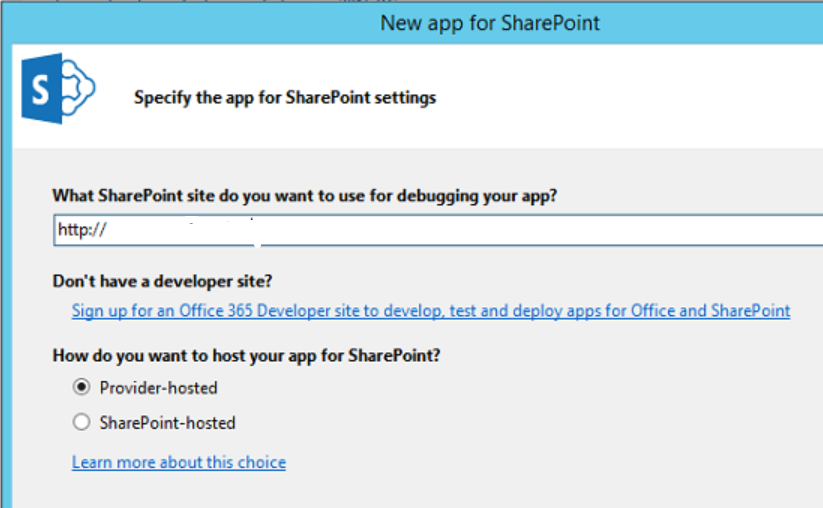 New app for SharePoint
S
Specify the app for SharePoint settings
What SharePoint site do you want to use for debugging your app?
http://
Don't have a developer site?
Sign up for an Office 365 Developer site to develop, test and deploy apps for Office and SharePoint
How do you want to host your app for SharePoint?
Provider-hosted
SharePoint-hosted
Learn more about this choice